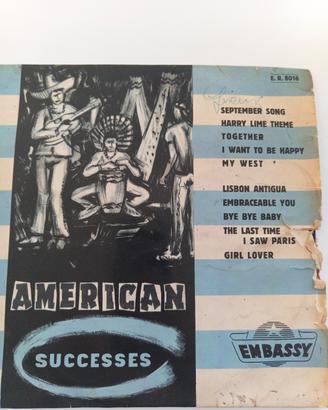 E.R. 8016
SEPTEMBER SONG
HARRY LIME THEME
TOGETHER
I WANT TO BE HAPPY
MY WEST
LISBON ANTIGUA
EMBRACEABLE YOU
BYE BYE BABY
THE LAST TIME
I SAW PARIS
GIRL LOVER
AMERICAN
SUCCESSES
EMBASSY